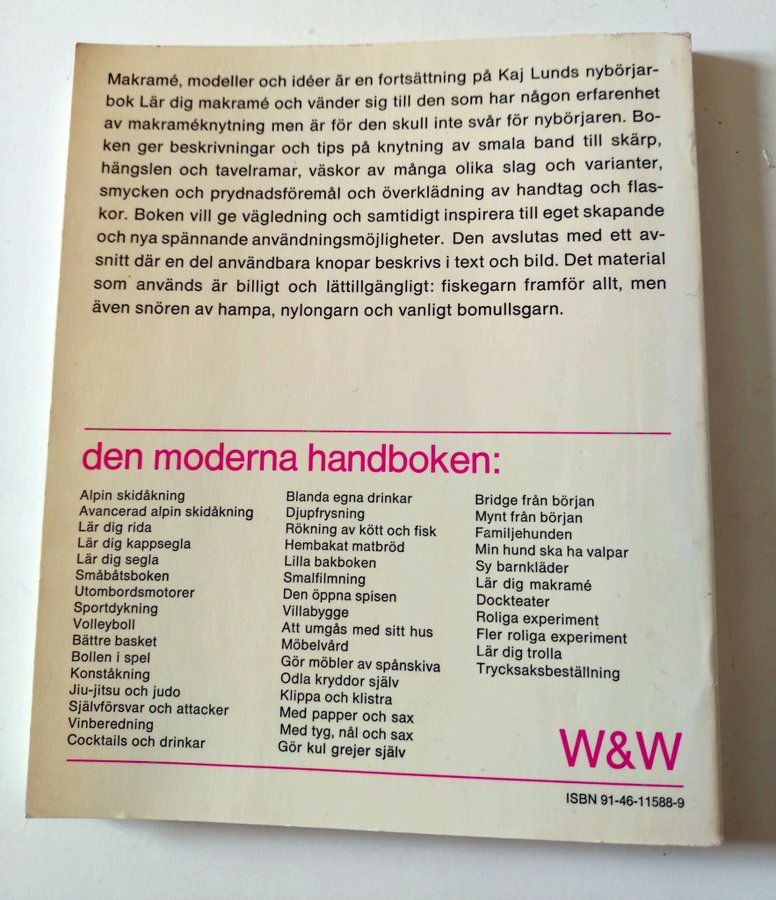 Makramé, modeller och idéer är en fortsättning på Kaj Lunds nybörjar-
bok Lär dig makramé och vänder sig till den som har någon erfarenhet
av makraméknytning men är för den skull inte svår för nybörjaren. Bo-
ken ger beskrivningar och tips på knytning av smala band till skärp,
hängslen och tavelramar, väskor av många olika slag och varianter,
smycken och prydnadsföremål och överklädning av handtag och flas-
kor. Boken vill ge vägledning och samtidigt inspirera till eget skapande
och nya spännande användningsmöjligheter. Den avslutas med ett av-
snitt där en del användbara knopar beskrivs i text och bild. Det material
som används är billigt och lättillgängligt: fiskegarn framför allt, men
även snören av hampa, nylongarn och vanligt bomullsgarn.
den moderna handboken:
Alpin skidåkning
Avancerad alpin skidåkning
Lär dig rida
Lär dig kappsegla
Lär dig segla
Småbåtsboken
Utombordsmotorer
Sportdykning
Volleyboll
Bättre basket
Bollen i spel
Konståkning
Jiu-jitsu och judo
Självförsvar och attacker
Vinberedning
Cocktails och drinkar
Blanda egna drinkar
Djupfrysning
Rökning av kött och fisk
Hembakat matbröd
Lilla bakboken
Smalfilmning
Den öppna spisen
Villabygge
Att umgås med sitt hus
Möbelvård
Gör möbler av spånskiva
Odla kryddor själv
Klippa och klistra
Med papper och sax
Med tyg, nål och sax
Gör kul grejer själv
Bridge från början
Mynt från början
Familjehunden
Min hund ska ha valpar
Sy barnkläder
Lär dig makramé
Dockteater
Roliga experiment
Fler roliga experiment
Lär dig trolla
Trycksaksbeställning
W&W
ISBN 91-46-11588-9